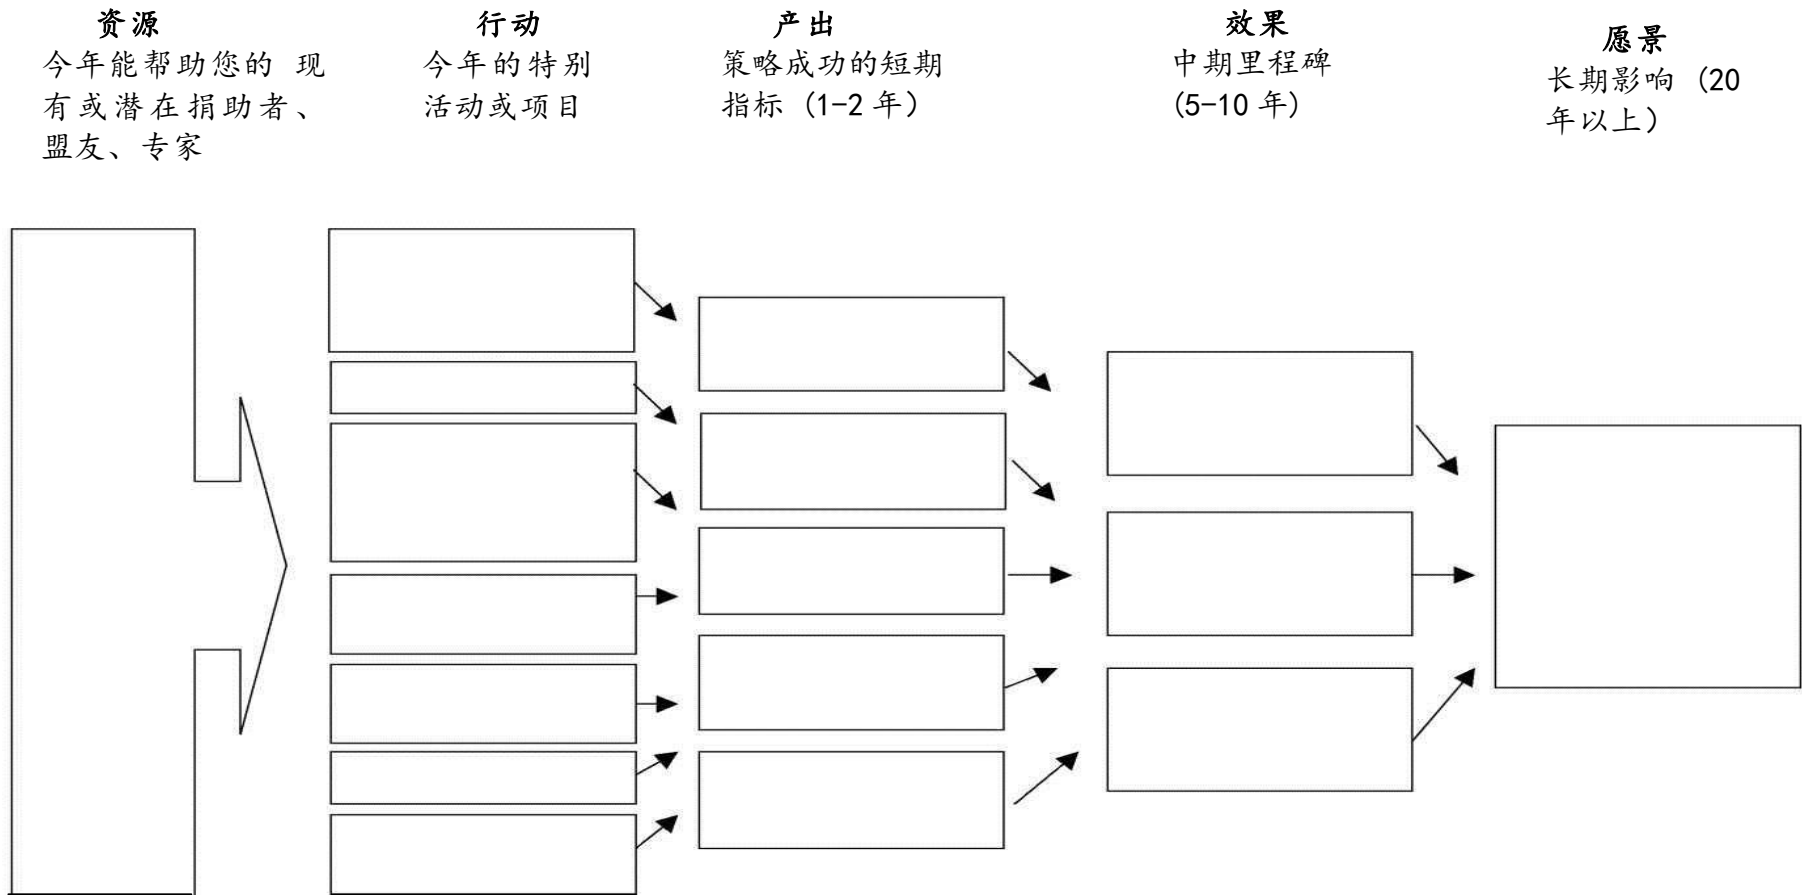 资源
今年能帮助您的 现
有或潜在捐助者、
盟友、专家
行动
今年的特别
活动或项目
产出
策略成功的短期
指标 (1-2 年)
效果
中期里程碑
(5-10 年)
愿景
长期影响 (20
年以上)